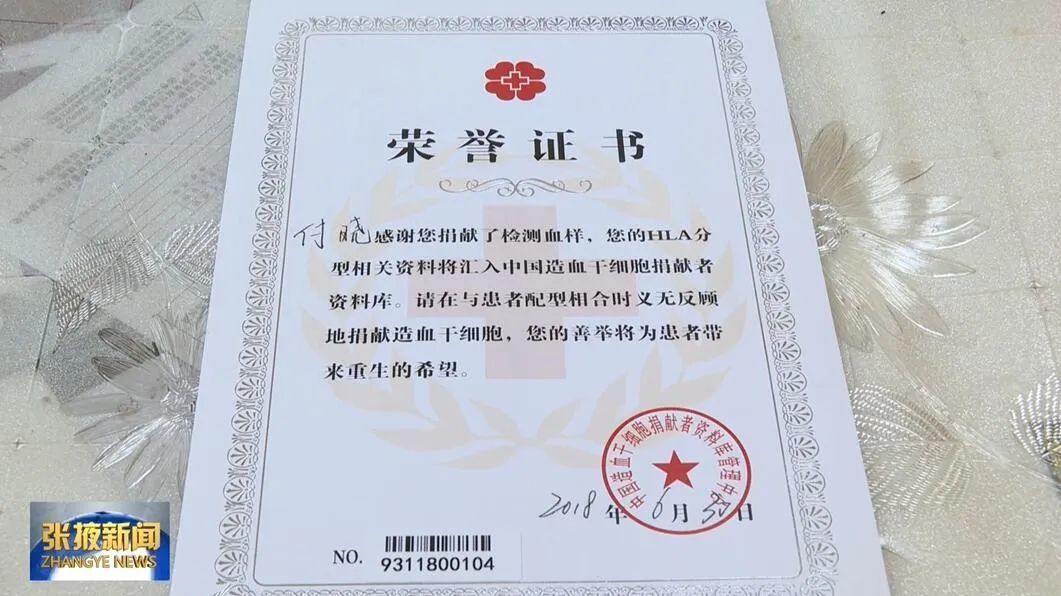 荣誉证书
付晓感谢您捐献了检测血样，您的HLA分
型相关资料将汇入中国造血干细胞捐献者
资料库。请在与患者配型相合时义无反顾
地捐献造血干细胞，您的善举将为患者带
来重生的希望。
中国造血干细胞捐献者资料库管理中心
2018年6月30日
NO. 9311800104
张掖新闻
ZHANGYE NEWS